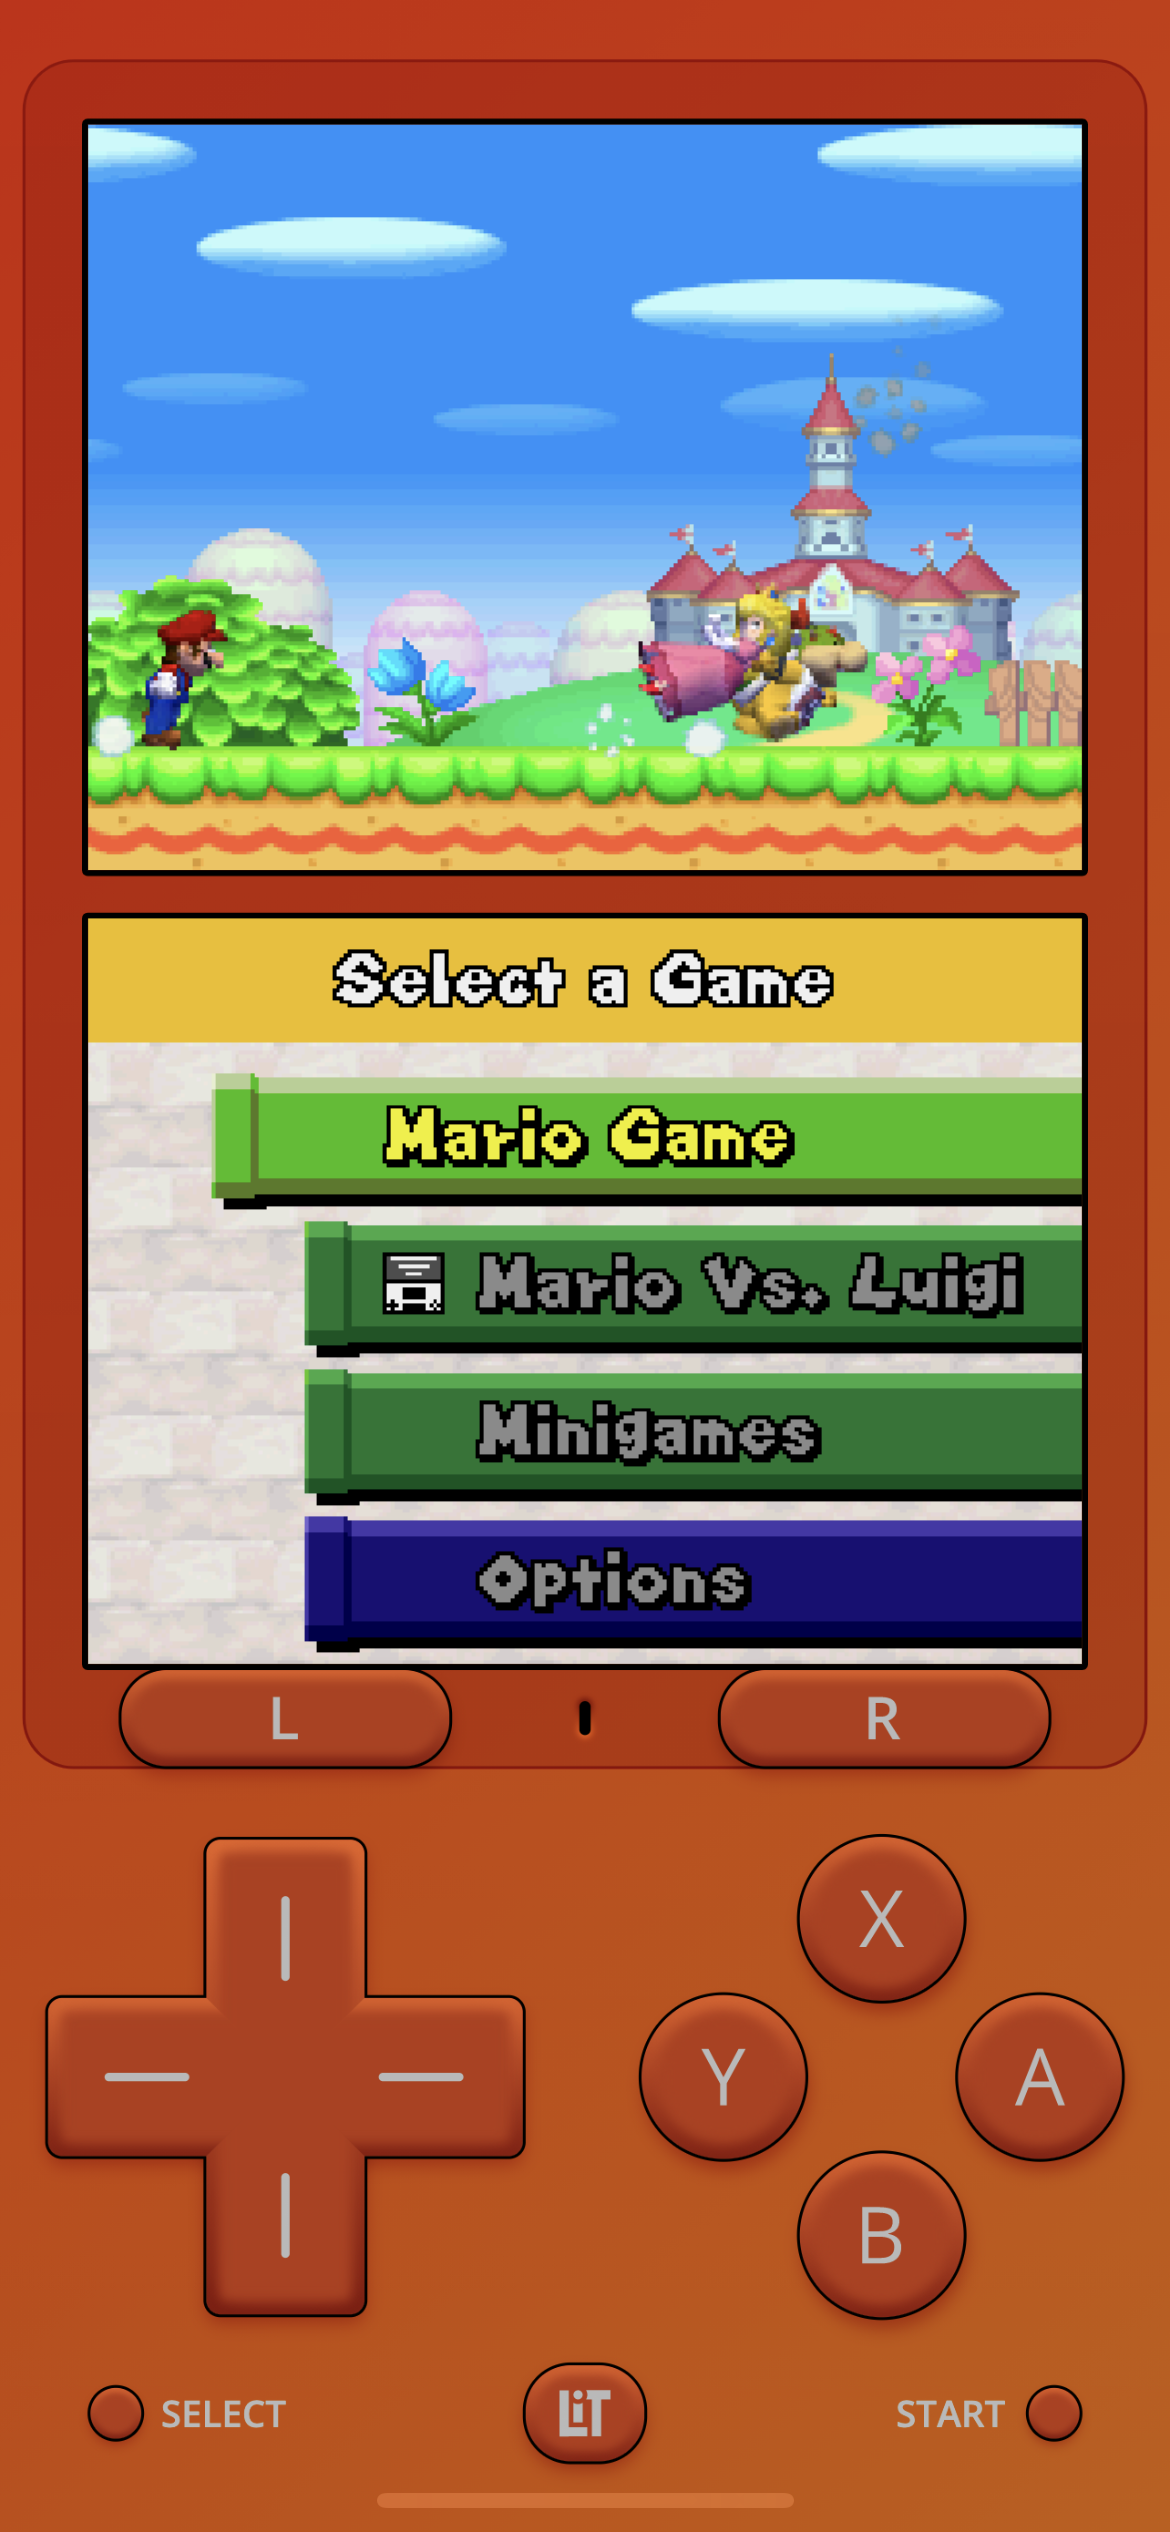 Select a Game
Mario Game
Mario Vs. Luigi
Minigames
Options
L R
X
Y A
B
SELECT LiT START